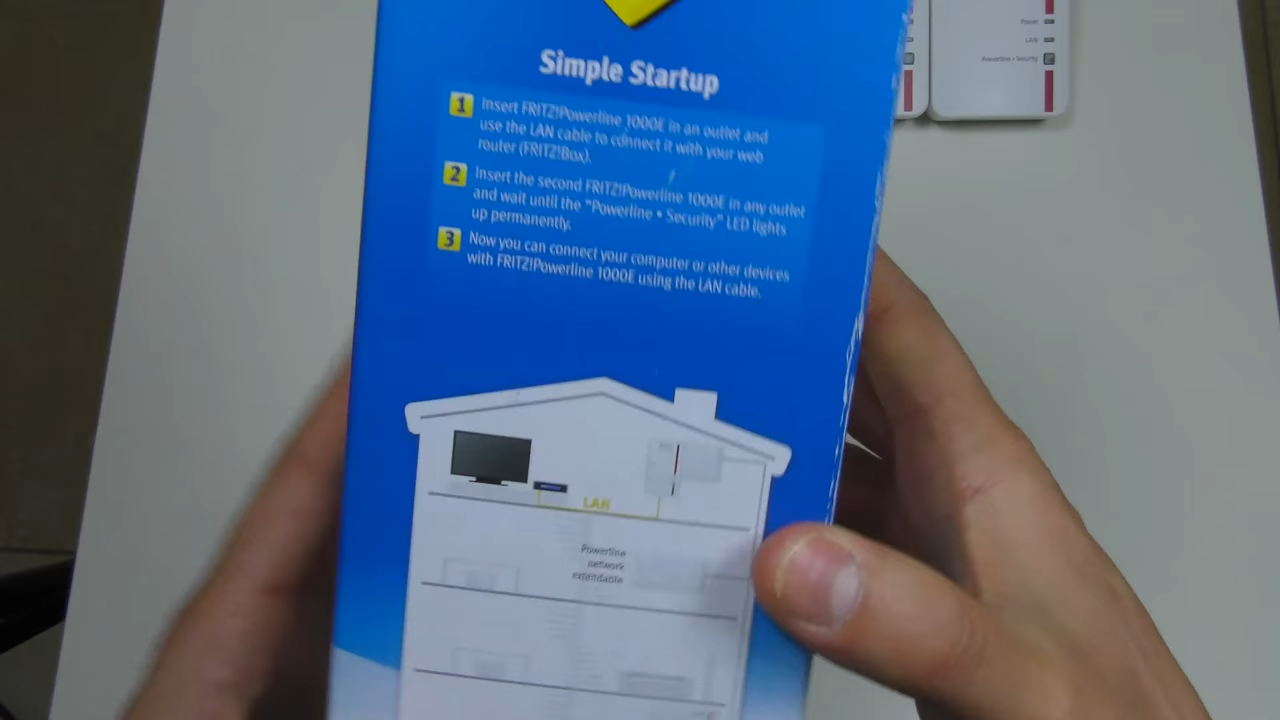 Power
LAN
Powerline • Security
Simple Startup
1 Insert FRITZ!Powerline 1000E in an outlet and
use the LAN cable to connect it with your web
router (FRITZ!Box).
2 Insert the second FRITZ!Powerline 1000E in any outlet
and wait until the "Powerline • Security" LED lights
up permanently.
3 Now you can connect your computer or other devices
with FRITZ!Powerline 1000E using the LAN cable.
LAN
Powerline
network
extendable